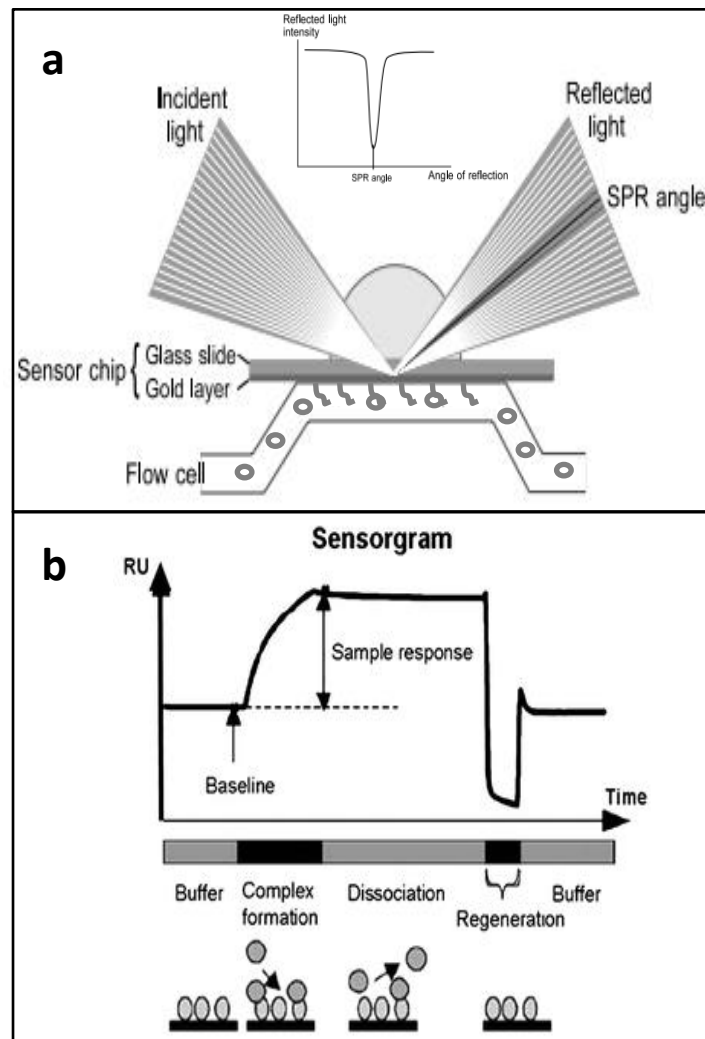 a
Reflected light
intensity
SPR angle
Angle of reflection
Incident
light
Reflected
light
SPR angle
Sensor chip
Glass slide
Gold layer
Flow cell
b
Sensorgram
RU
Sample response
Baseline
Time
Buffer
Complex
formation
Dissociation
Regeneration
Buffer